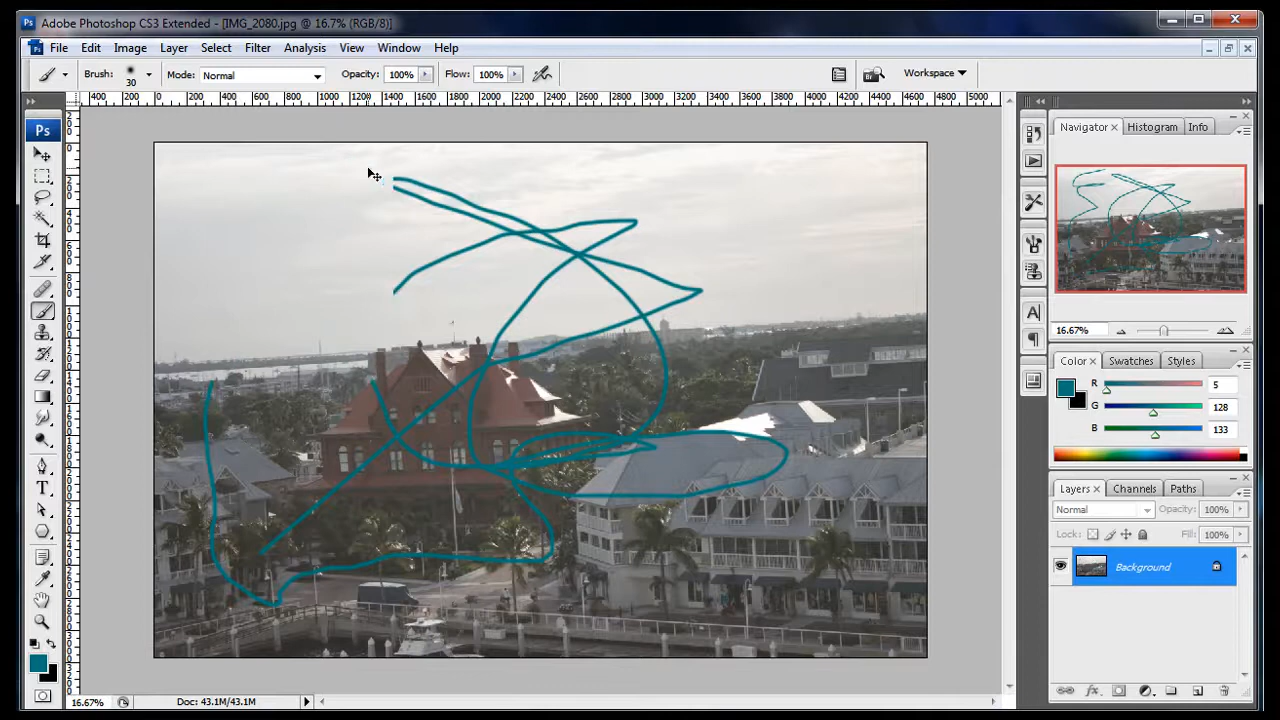 Adobe Photoshop CS3 Extended - [IMG_2080.jpg @ 16.7% (RGB/8)]
File Edit Image Layer Select Filter Analysis View Window Help
Brush: 30 Mode: Normal Opacity: 100% Flow: 100% Workspace
400 200 0 200 400 600 800 1000 1200 1400 1600 1800 2000 2200 2400 2600 2800 3000 3200 3400 3600 3800 4000 4200 4400 4600 4800 5000
Ps
Navigator Histogram Info
16.67%
Color Swatches Styles
R 5
G 128
B 133
Layers Channels Paths
Normal Opacity: 100%
Lock: Fill: 100%
Background
16.67% Doc: 43.1M/43.1M